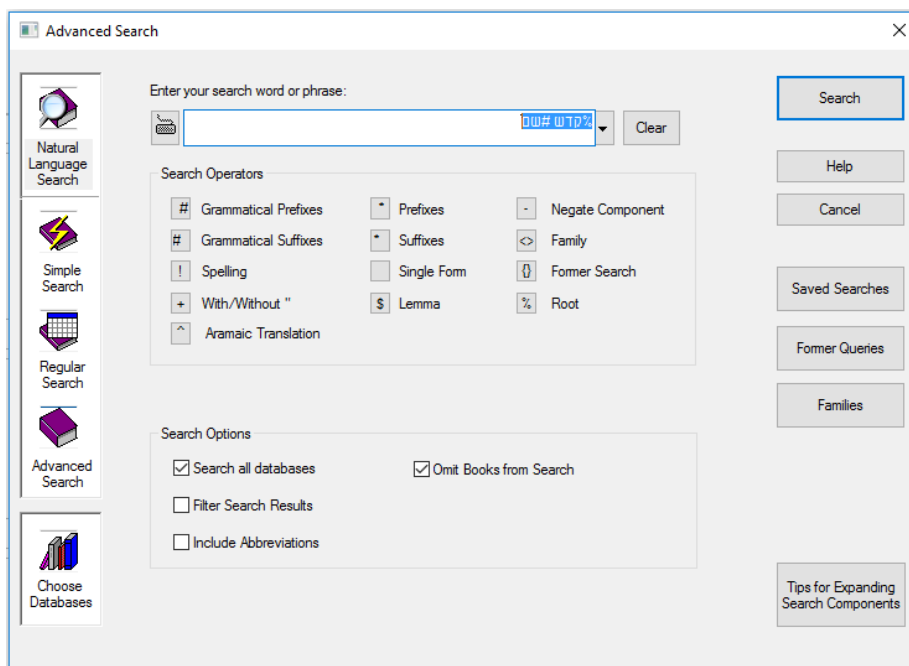 Advanced Search
Enter your search word or phrase:
%קדש #שם
Clear
Search
Help
Cancel
Saved Searches
Former Queries
Families
Tips for Expanding
Search Components
Natural
Language
Search
Simple
Search
Regular
Search
Advanced
Search
Choose
Databases
Search Operators
# Grammatical Prefixes
* Prefixes
- Negate Component
# Grammatical Suffixes
* Suffixes
<> Family
! Spelling
Single Form
{} Former Search
+ With/Without "
$ Lemma
% Root
^ Aramaic Translation
Search Options
Search all databases
Omit Books from Search
Filter Search Results
Include Abbreviations